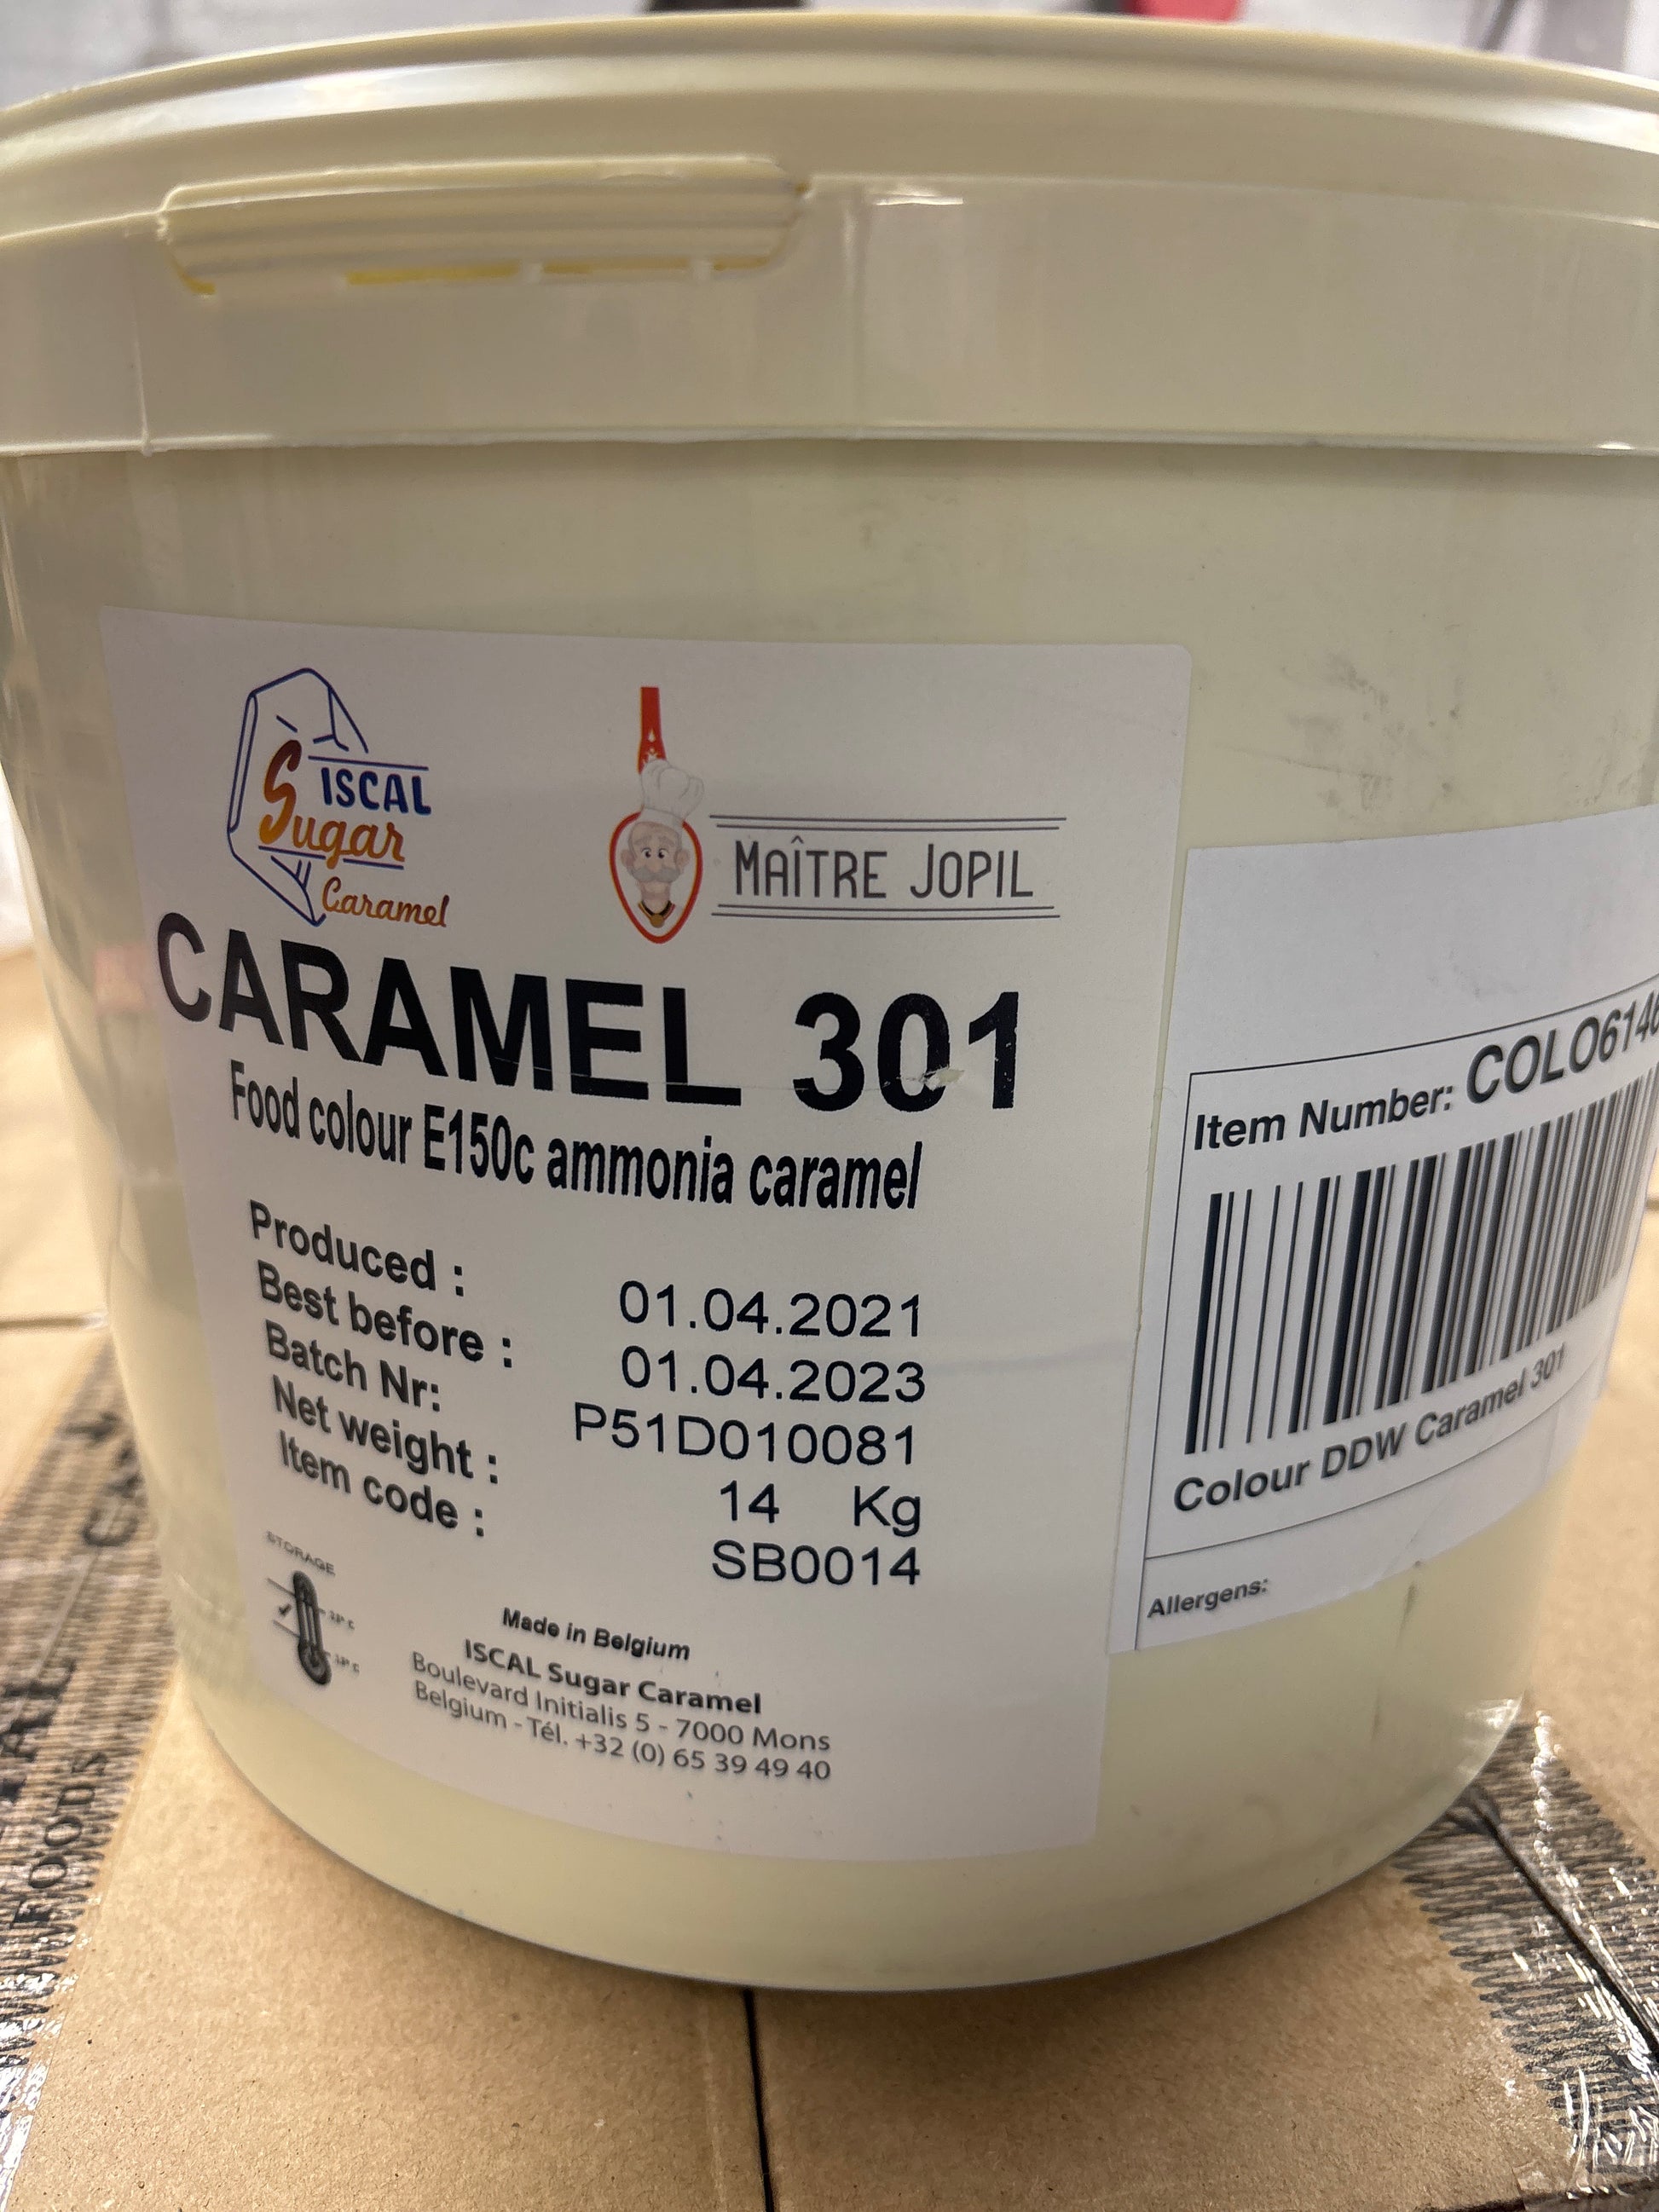 ISCAL
Sugar
Caramel
MAÎTRE JOPIL
CARAMEL 301
Food colour E150c ammonia caramel
Produced : 01.04.2021
Best before : 01.04.2023
Batch Nr: P51D010081
Net weight : 14 Kg
Item code : SB0014
STORAGE
Made in Belgium
ISCAL Sugar Caramel
Boulevard Initialis 5 - 7000 Mons
Belgium - Tél. +32 (0) 65 39 49 40
Item Number: COLO6146
Colour DDW Caramel 301
Allergens:
FOODS